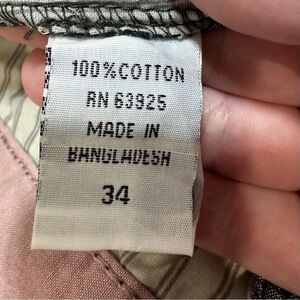 100% COTTON
RN 63925
MADE IN
BANGLADESH
34